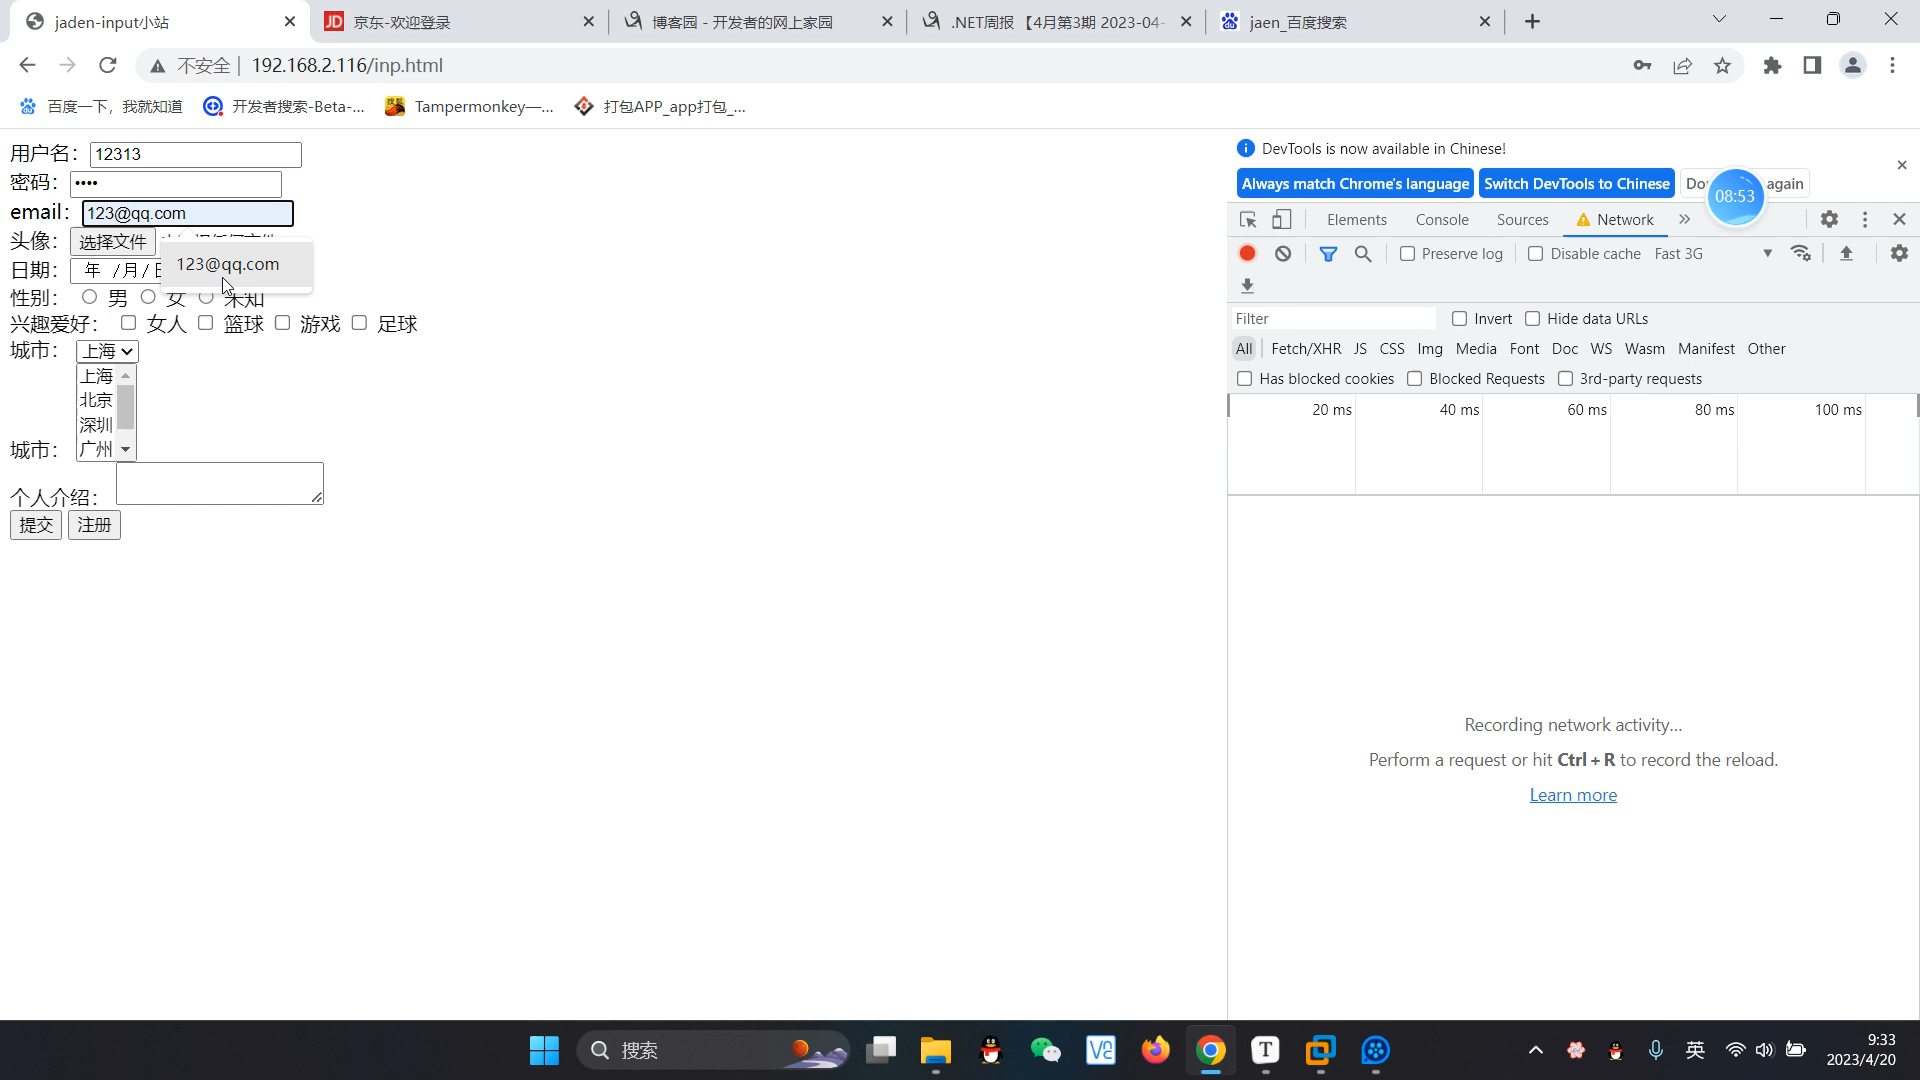 jaden-input小站
京东-欢迎登录
博客园 - 开发者的网上家园
.NET周报 【4月第3期 2023-04-
jaen_百度搜索
不安全 | 192.168.2.116/inp.html
百度一下，我就知道
开发者搜索-Beta-...
Tampermonkey—...
打包APP_app打包_...
用户名： 12313
密码： ••••
email： 123@qq.com
头像： 选择文件
123@qq.com
日期： 年 /月/日
性别： 男 女 未知
兴趣爱好： 女人 篮球 游戏 足球
城市： 上海
上海
北京
深圳
城市： 广州
个人介绍：
提交 注册
DevTools is now available in Chinese!
Always match Chrome's language
Switch DevTools to Chinese
again
08:53
Elements Console Sources Network »
Preserve log Disable cache Fast 3G
Filter Invert Hide data URLs
All Fetch/XHR JS CSS Img Media Font Doc WS Wasm Manifest Other
Has blocked cookies Blocked Requests 3rd-party requests
20 ms 40 ms 60 ms 80 ms 100 ms
Recording network activity...
Perform a request or hit Ctrl + R to record the reload.
Learn more
搜索
英
9:33
2023/4/20